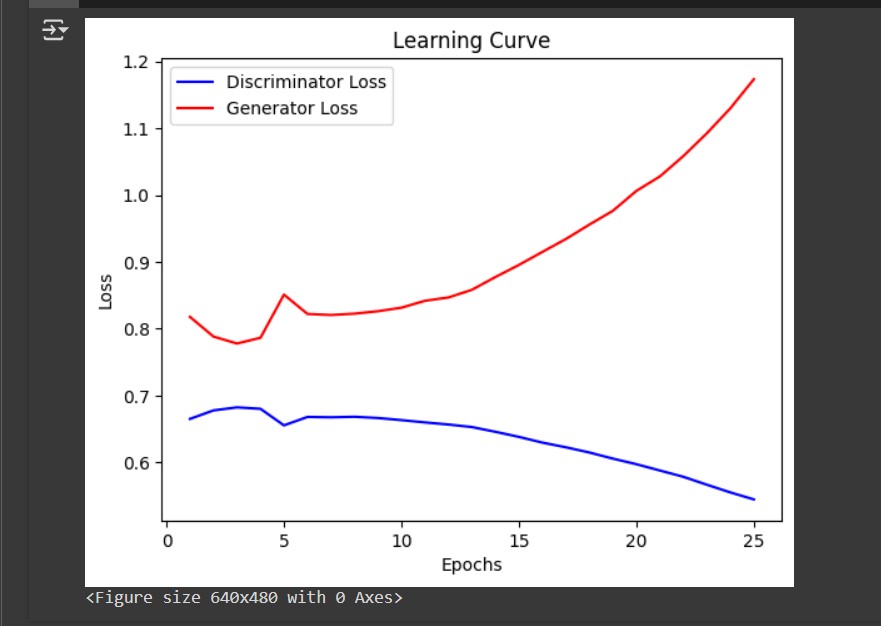 Learning Curve
1.2
1.1
1.0
0.9
0.8
0.7
0.6
Loss
Discriminator Loss
Generator Loss
0 5 10 15 20 25
Epochs
<Figure size 640x480 with 0 Axes>